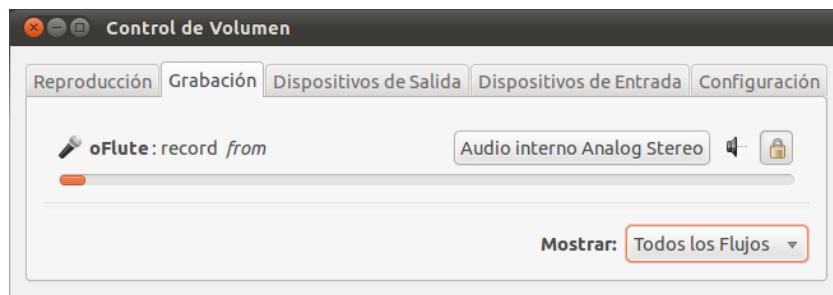 Control de Volumen
Reproducción Grabación Dispositivos de Salida Dispositivos de Entrada Configuración
oFlute: record from Audio interno Analog Stereo
Mostrar: Todos los Flujos